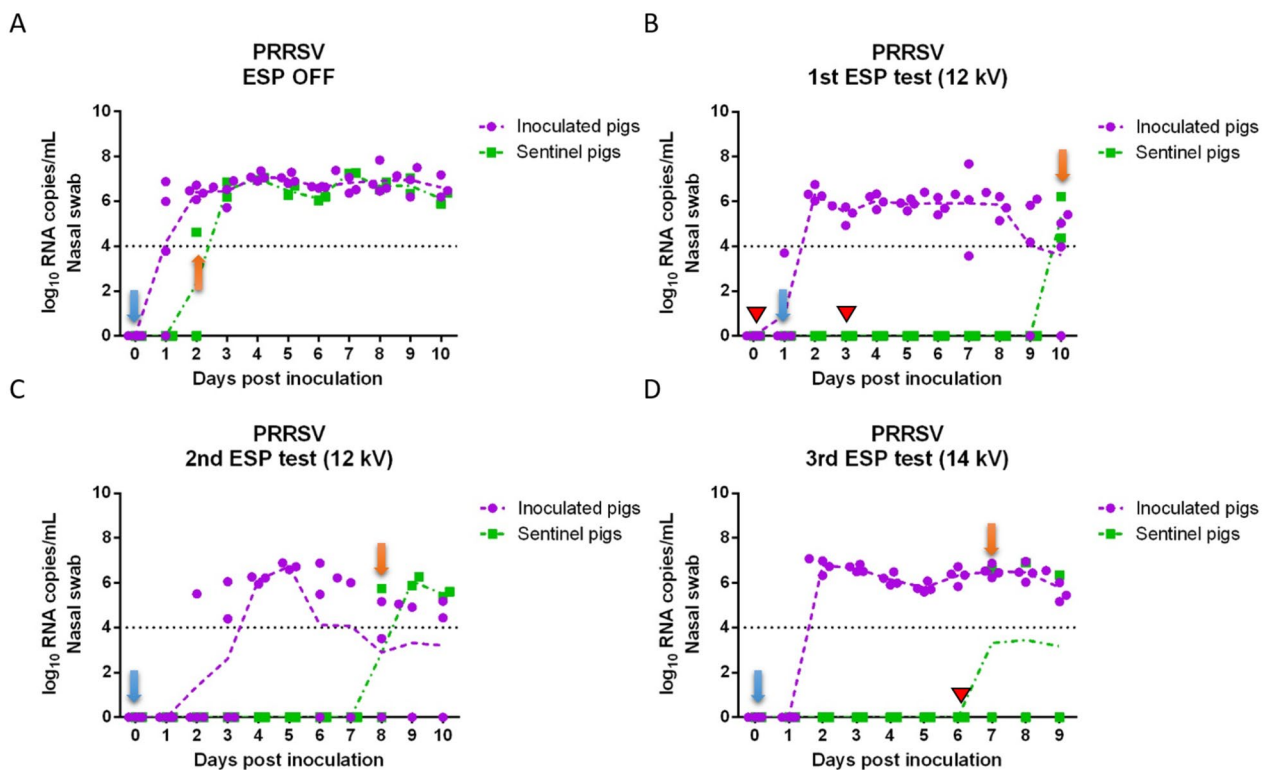 A
PRRSV
ESP OFF
log10 RNA copies/mL
Nasal swab
10
8
6
4
2
0
0 1 2 3 4 5 6 7 8 9 10
Days post inoculation
Inoculated pigs
Sentinel pigs
B
PRRSV
1st ESP test (12 kV)
log10 RNA copies/mL
Nasal swab
10
8
6
4
2
0
0 1 2 3 4 5 6 7 8 9 10
Days post inoculation
Inoculated pigs
Sentinel pigs
C
PRRSV
2nd ESP test (12 kV)
log10 RNA copies/mL
Nasal swab
10
8
6
4
2
0
0 1 2 3 4 5 6 7 8 9 10
Days post inoculation
Inoculated pigs
Sentinel pigs
D
PRRSV
3rd ESP test (14 kV)
log10 RNA copies/mL
Nasal swab
10
8
6
4
2
0
0 1 2 3 4 5 6 7 8 9
Days post inoculation
Inoculated pigs
Sentinel pigs